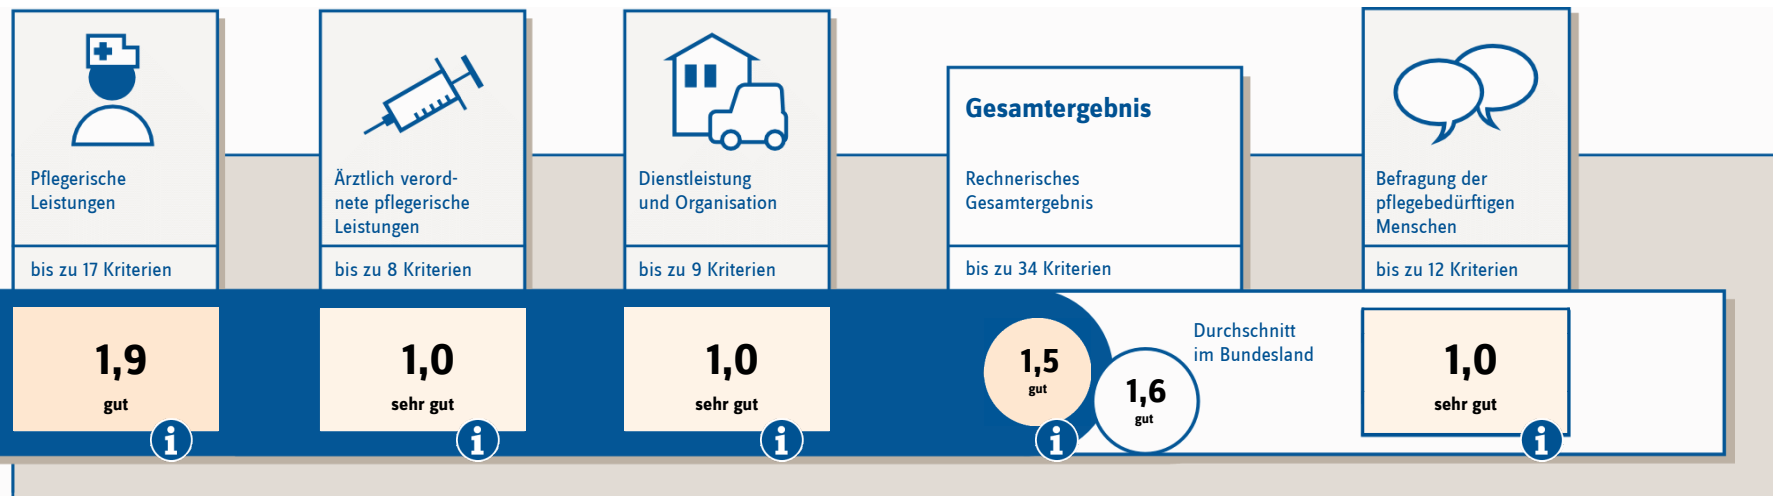 Pflegerische
Leistungen
bis zu 17 Kriterien
1,9
gut
i
Ärztlich verord-
nete pflegerische
Leistungen
bis zu 8 Kriterien
1,0
sehr gut
i
Dienstleistung
und Organisation
bis zu 9 Kriterien
1,0
sehr gut
i
Gesamtergebnis
Rechnerisches
Gesamtergebnis
bis zu 34 Kriterien
1,5
gut
i
1,6
gut
Durchschnitt
im Bundesland
Befragung der
pflegebedürftigen
Menschen
bis zu 12 Kriterien
1,0
sehr gut
i